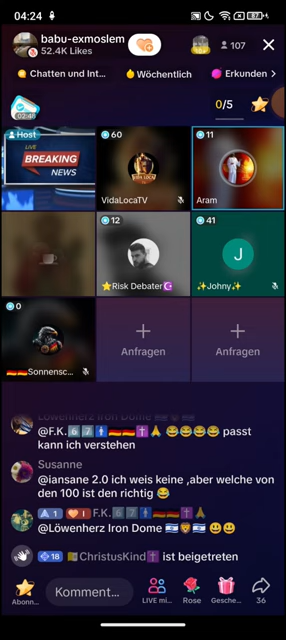 04:24
87
babu-exmoslem
52.4K Likes
107
Chatten und Int...
Wöchentlich
Erkunden >
02:48
0/5
Host
LIVE
BREAKING
NEWS
60
VidaLocaTV
11
Aram
12
⭐Risk Debater☪
41
J
✨Johny✨
0
🇩🇪🇩🇪Sonnensc...
Anfragen
Anfragen
Löwenherz Iron Dome 🇮🇱🦁🇮🇱
@F.K.6️⃣7️⃣🚹🇩🇪🇩🇪✝️🙏 😂😂😂😂 passt
kann ich verstehen
Susanne
@iansane 2.0 ich weis keine ,aber welche von
den 100 ist den richtig 😂
1 1 F.K.6️⃣7️⃣🚹🇩🇪🇩🇪✝️🙏
@Löwenherz Iron Dome 🇮🇱🦁🇮🇱 😃😃
18 ChristusKind✝️ ist beigetreten
Abonn...
Komment...
LIVE mi...
Rose
Gesche...
36